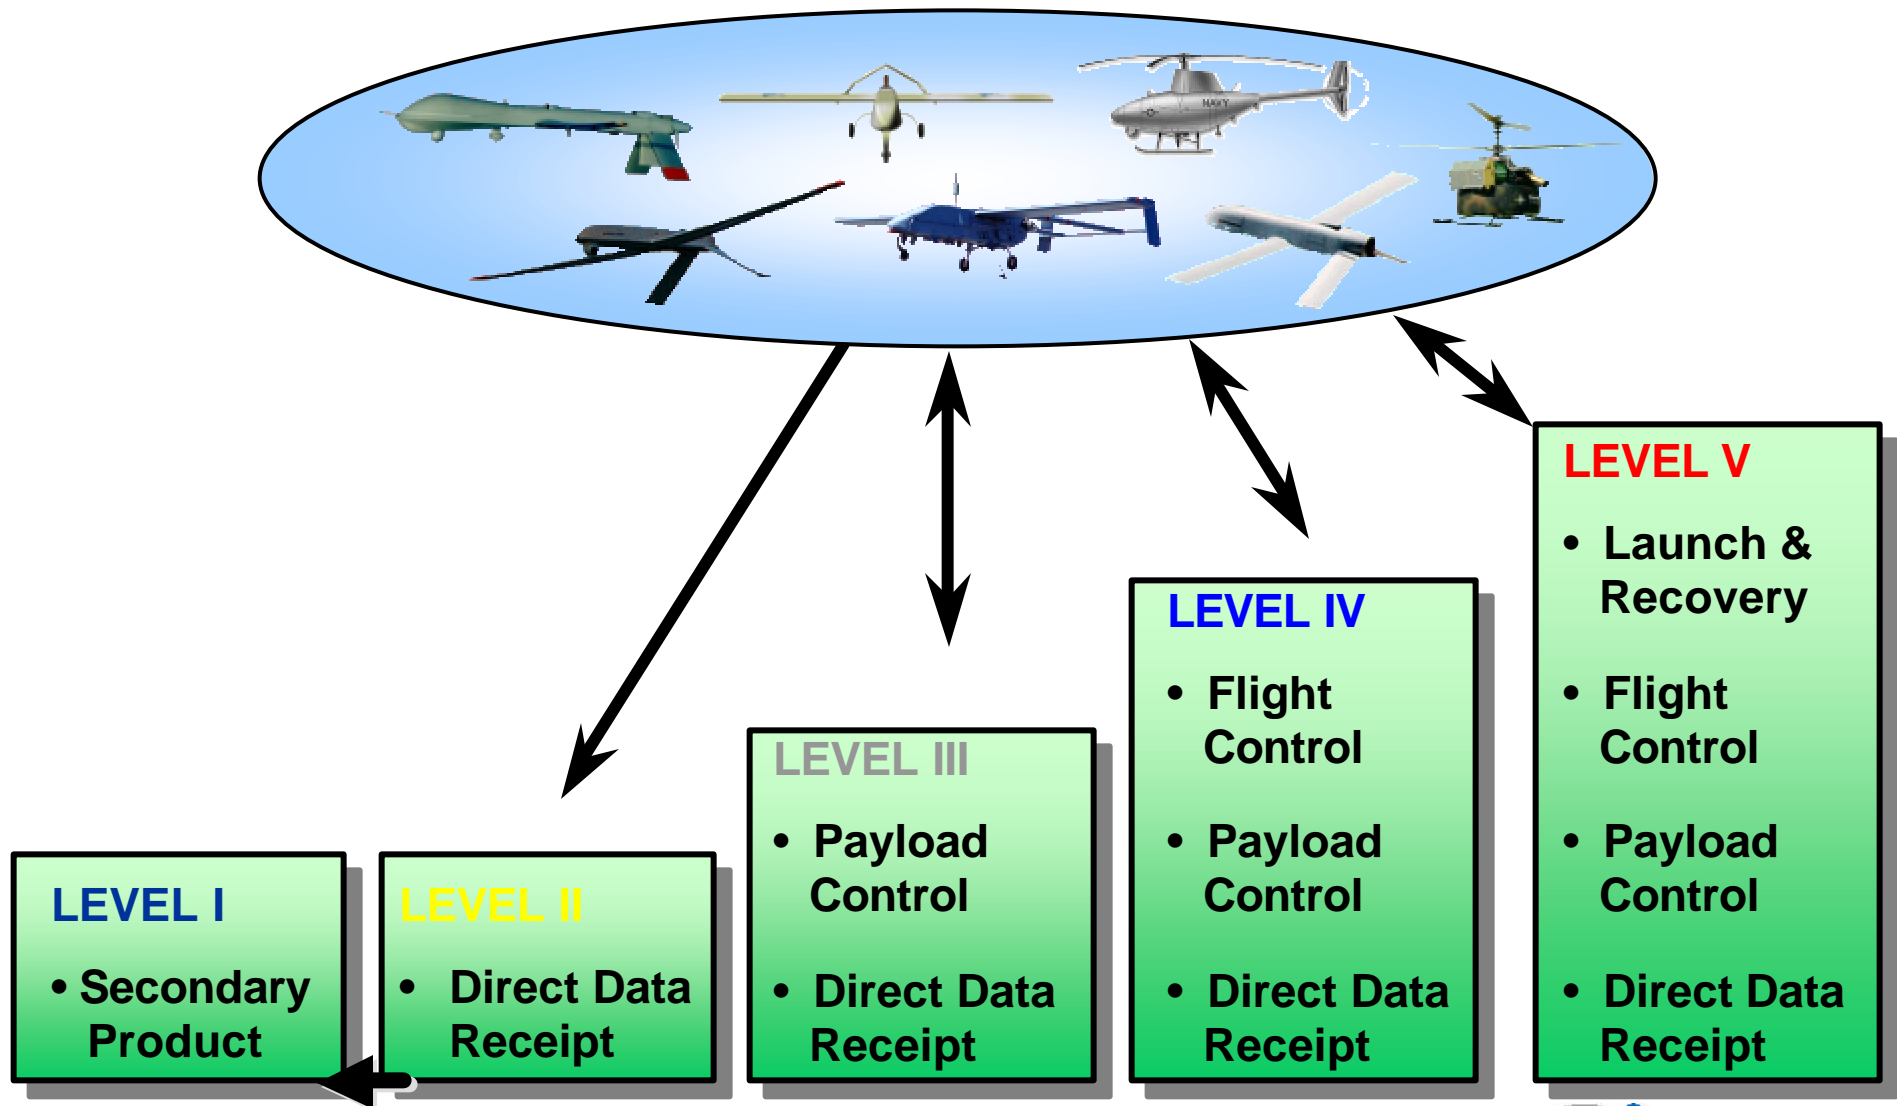 NAVY
LEVEL I
• Secondary
Product
LEVEL II
• Direct Data
Receipt
LEVEL III
• Payload
Control
• Direct Data
Receipt
LEVEL IV
• Flight
Control
• Payload
Control
• Direct Data
Receipt
LEVEL V
• Launch &
Recovery
• Flight
Control
• Payload
Control
• Direct Data
Receipt